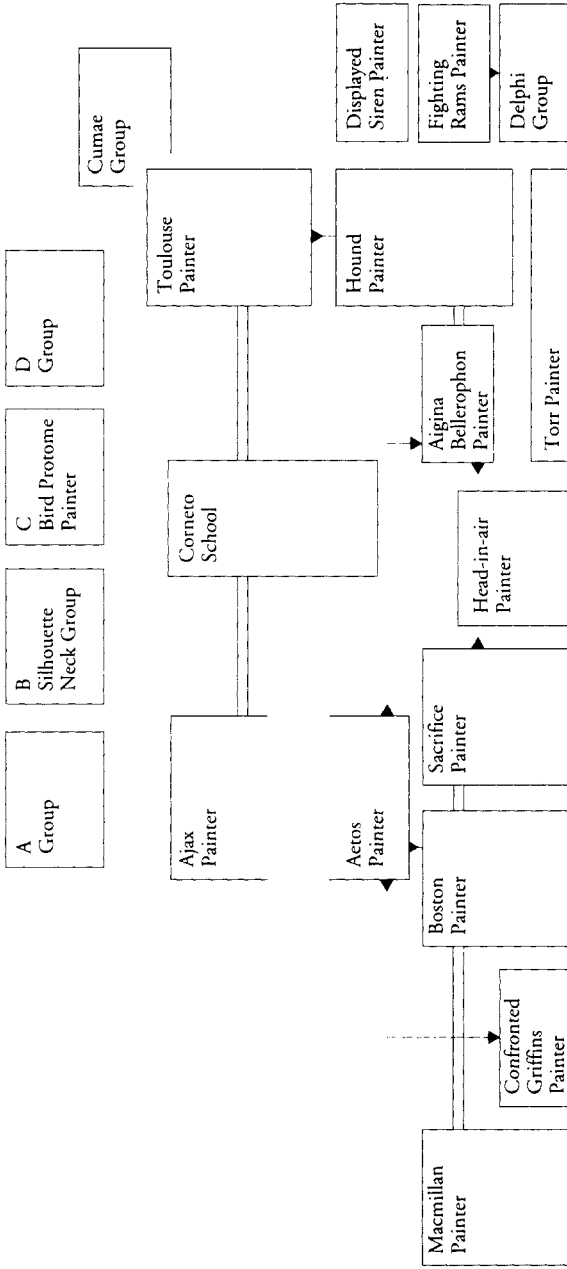 A
Group
B
Silhouette
Neck Group
C
Bird Protome
Painter
D
Group
Cumae
Group
Ajax
Painter
Corneto
School
Toulouse
Painter
Aetos
Painter
Hound
Painter
Displayed
Siren Painter
Macmillan
Painter
Boston
Painter
Sacrifice
Painter
Aigina
Bellerophon
Painter
Fighting
Rams Painter
Confronted
Griffins
Painter
Head-in-air
Painter
Torr Painter
Delphi
Group